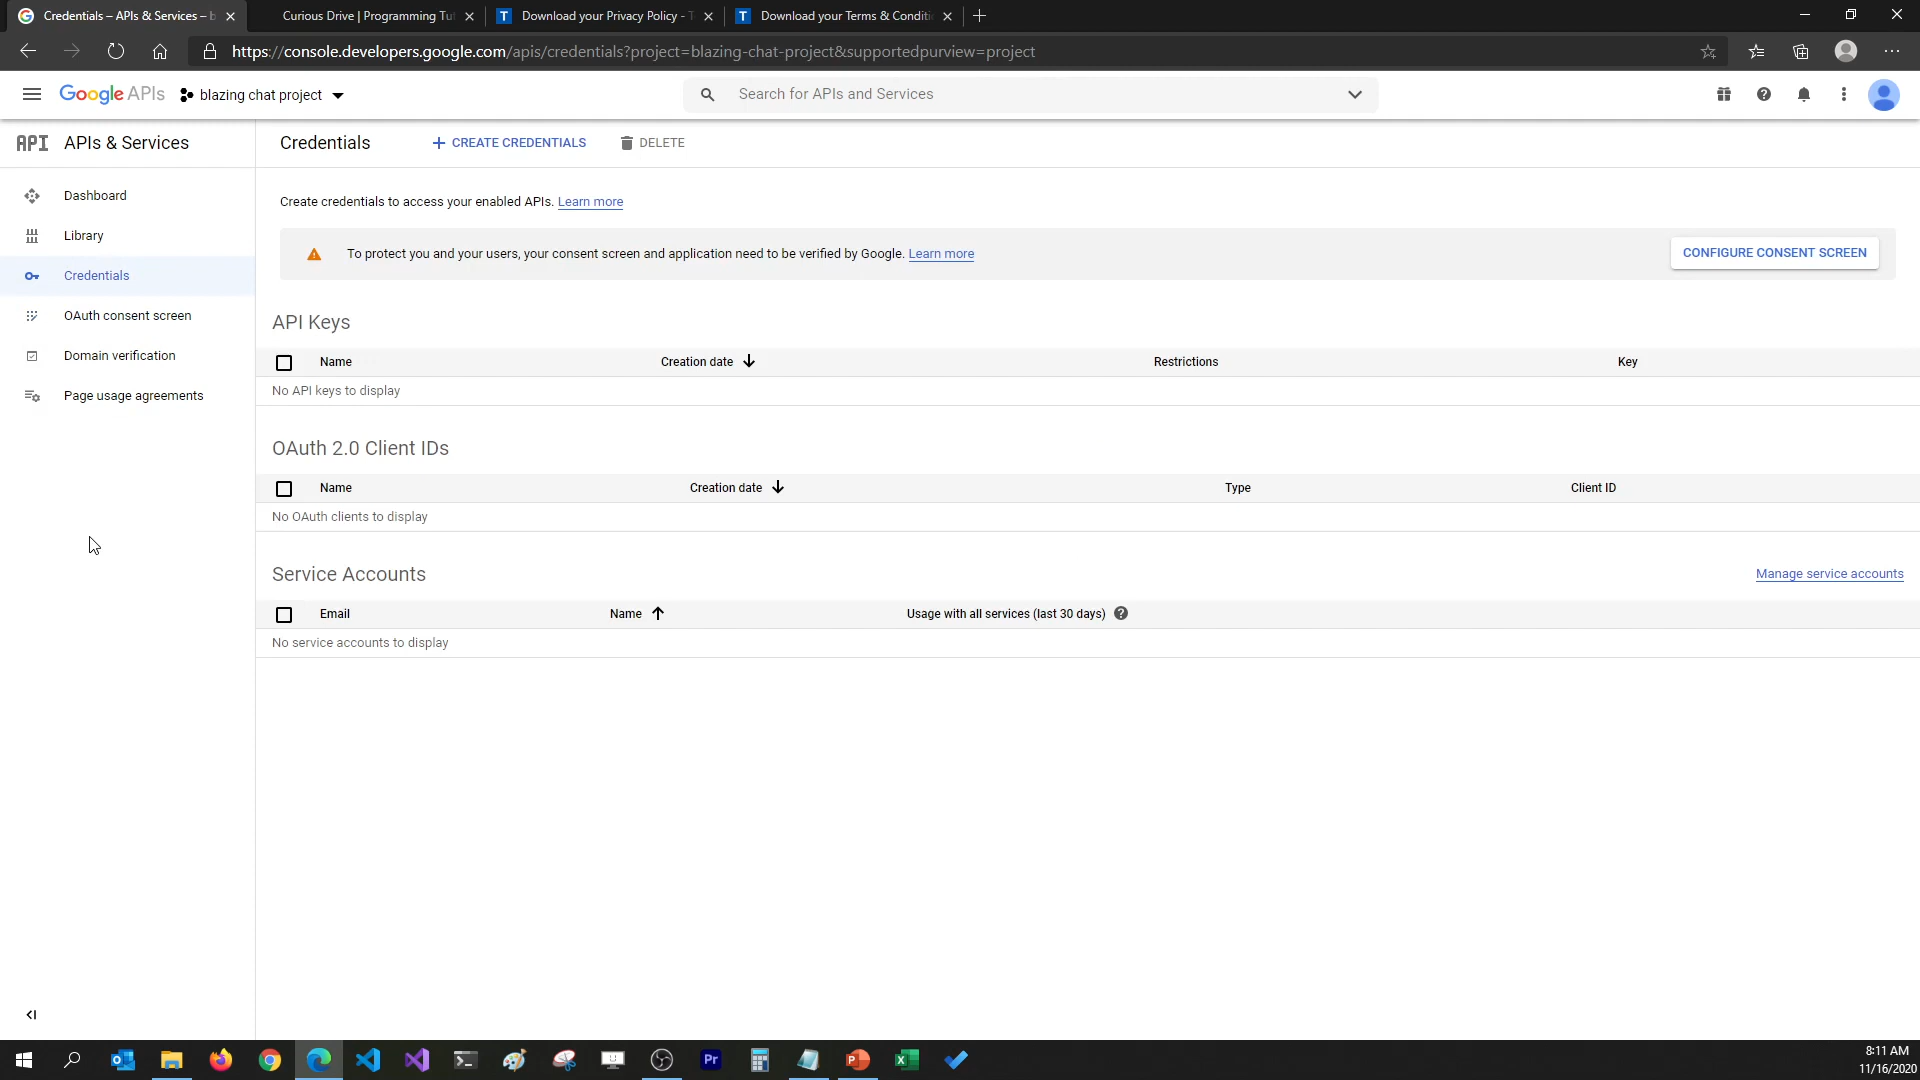 Credentials – APIs & Services – b
Curious Drive | Programming Tut
Download your Privacy Policy - T
Download your Terms & Conditi
https://console.developers.google.com/apis/credentials?project=blazing-chat-project&supportedpurview=project
Google APIs
blazing chat project
Search for APIs and Services
API
APIs & Services
Credentials
CREATE CREDENTIALS
DELETE
Dashboard
Library
Credentials
OAuth consent screen
Domain verification
Page usage agreements
Create credentials to access your enabled APIs. Learn more
To protect you and your users, your consent screen and application need to be verified by Google. Learn more
CONFIGURE CONSENT SCREEN
API Keys
Name Creation date Restrictions Key
No API keys to display
OAuth 2.0 Client IDs
Name Creation date Type Client ID
No OAuth clients to display
Service Accounts
Manage service accounts
Email Name Usage with all services (last 30 days)
No service accounts to display
8:11 AM
11/16/2020